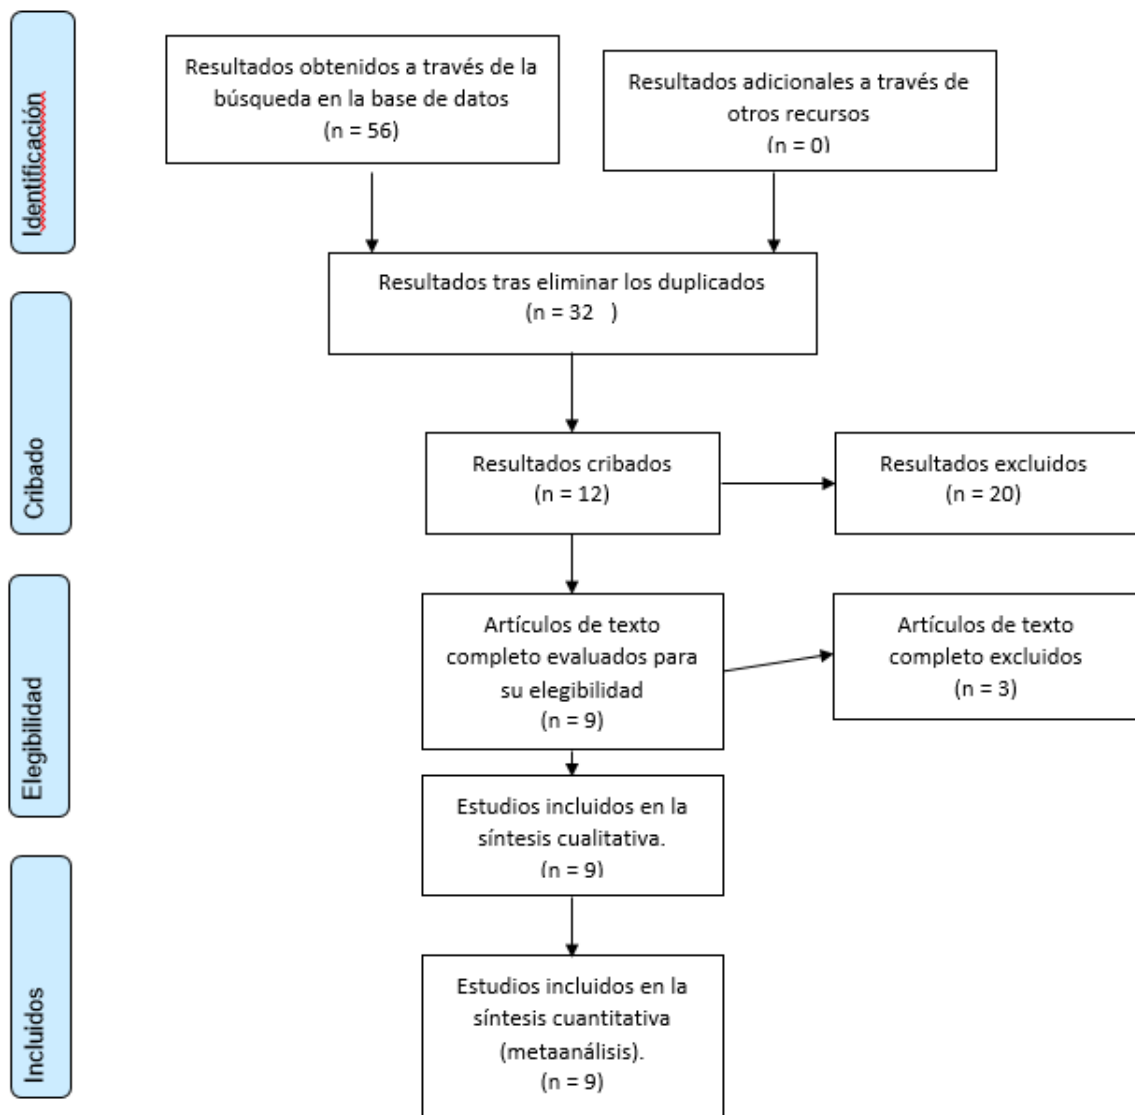 Identificación
Resultados obtenidos a través de la
búsqueda en la base de datos
(n = 56)
Resultados adicionales a través de
otros recursos
(n = 0)
Resultados tras eliminar los duplicados
(n = 32   )
Cribado
Resultados cribados
(n = 12)
Resultados excluidos
(n = 20)
Elegibilidad
Artículos de texto
completo evaluados para
su elegibilidad
(n = 9)
Artículos de texto
completo excluidos
(n = 3)
Estudios incluidos en la
síntesis cualitativa.
(n = 9)
Incluidos
Estudios incluidos en la
síntesis cuantitativa
(metaanálisis).
(n = 9)